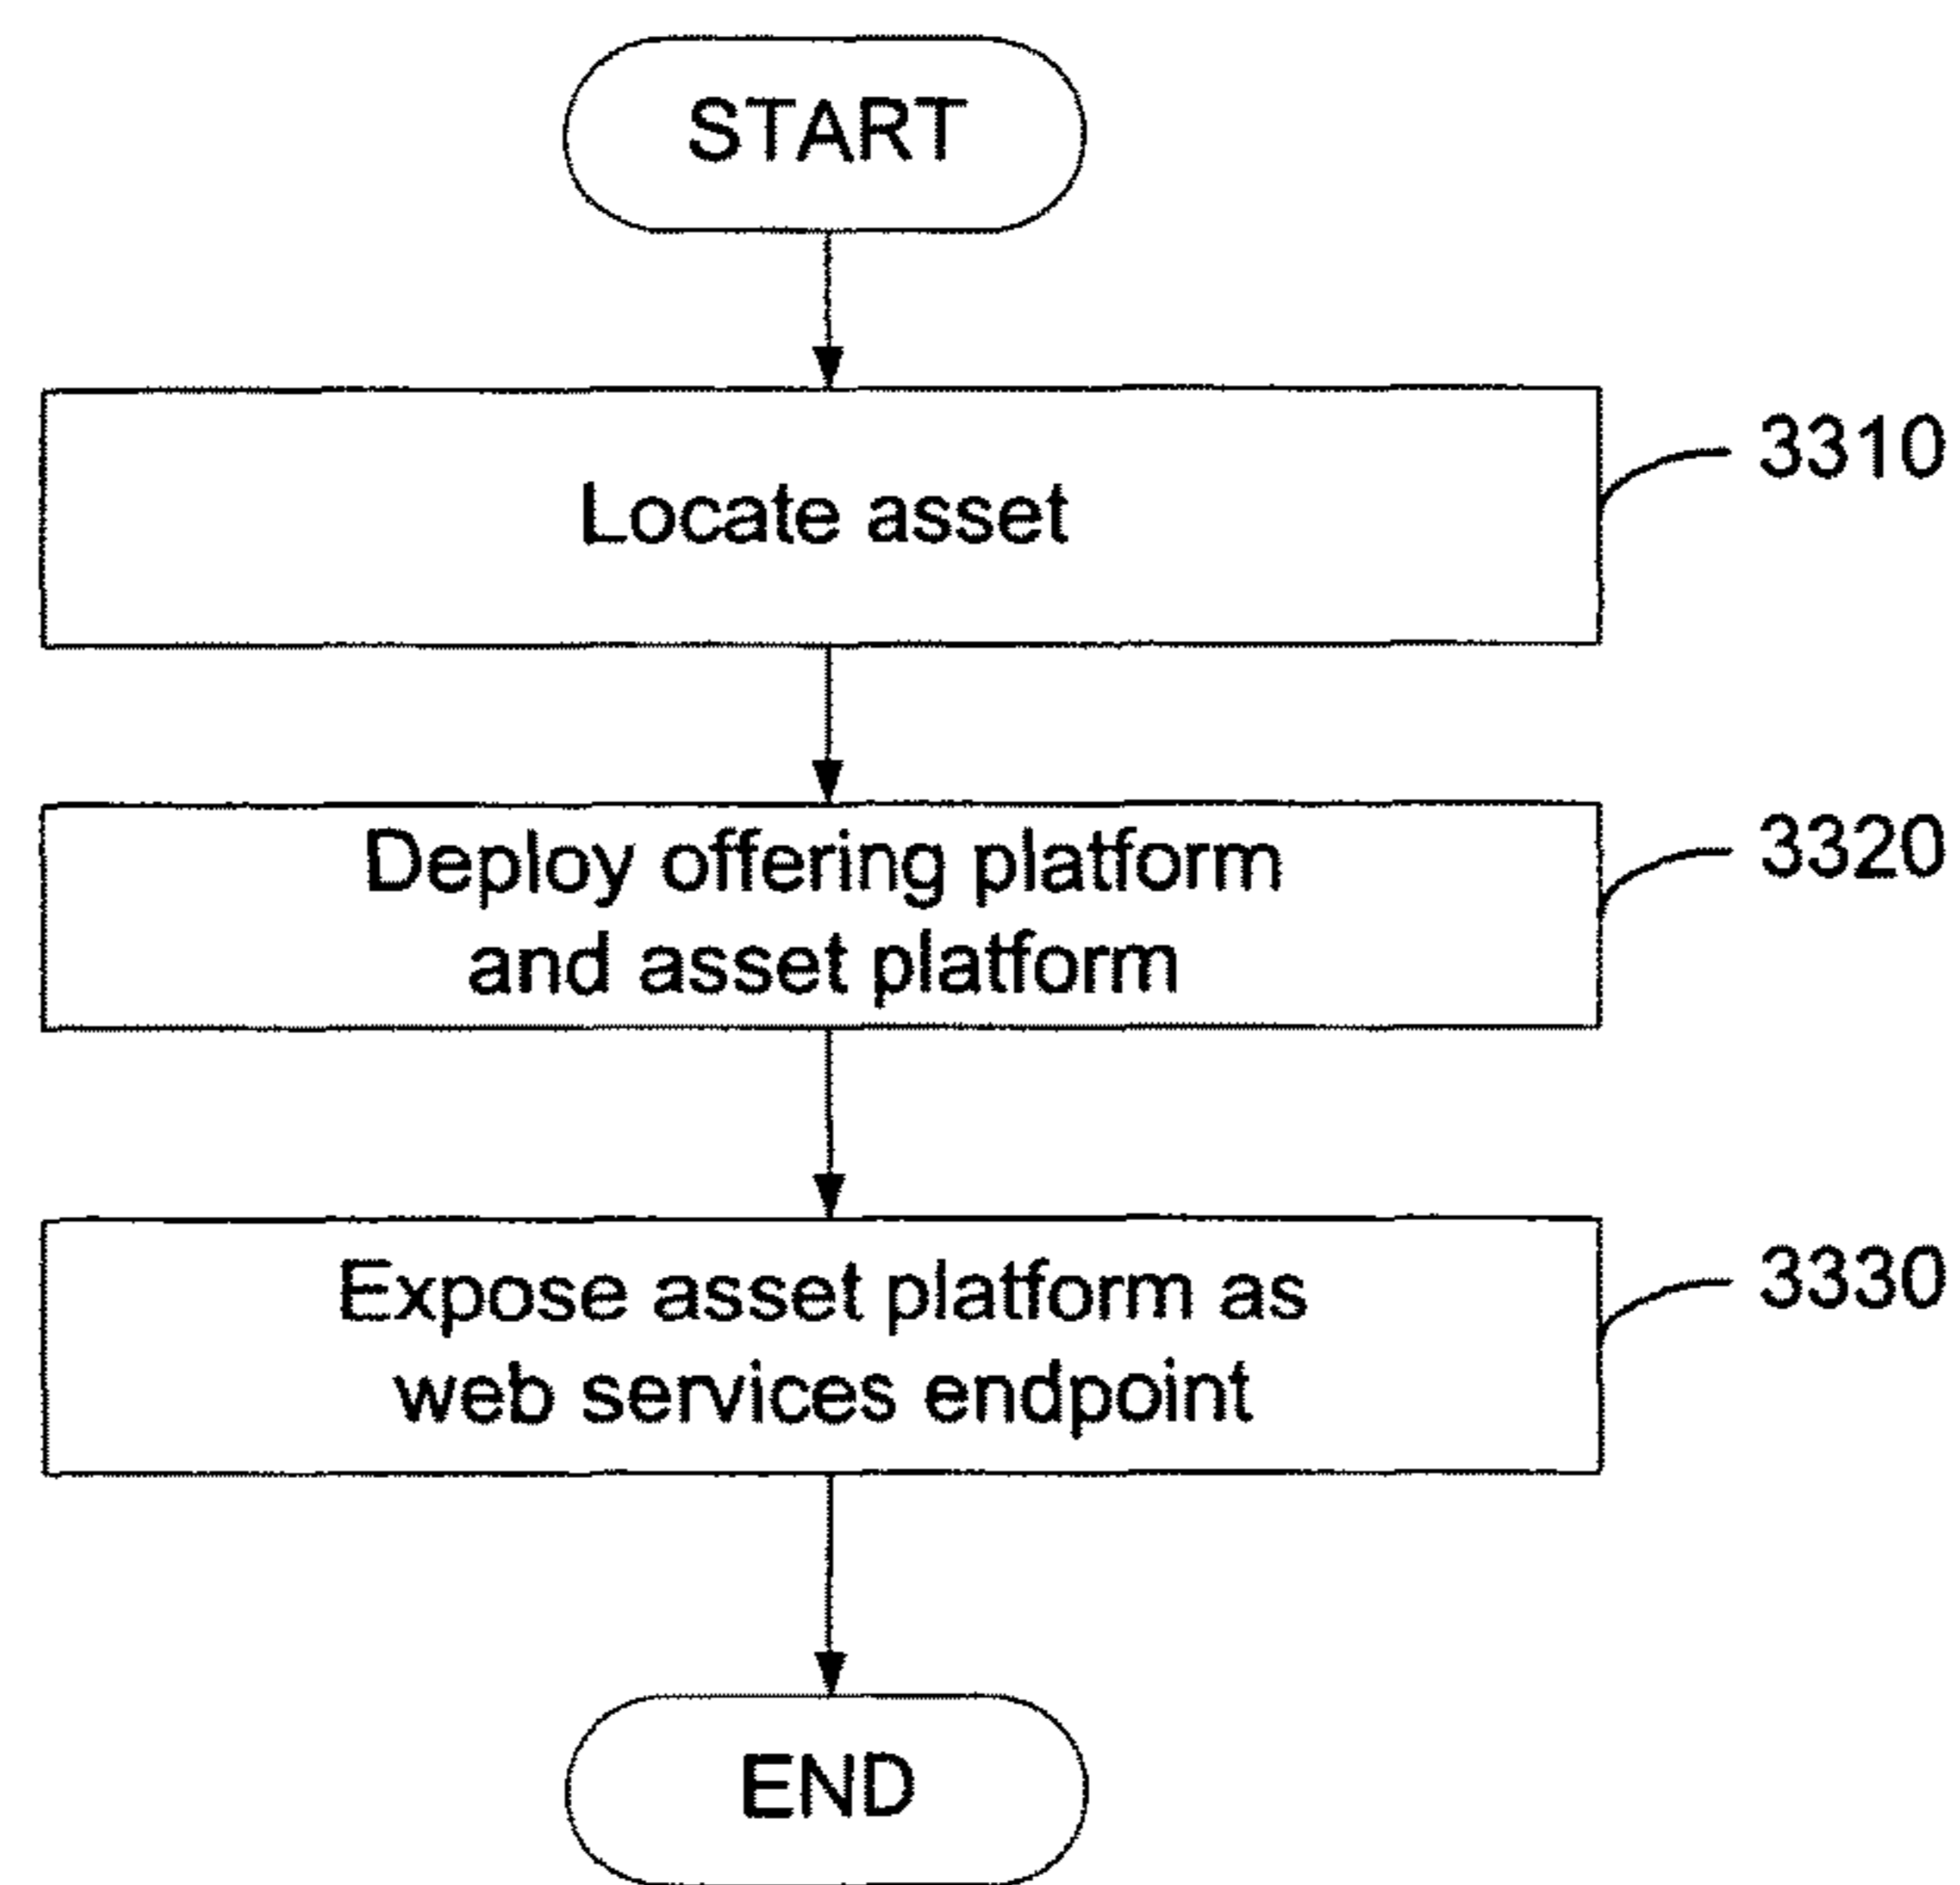 START
Locate asset
3310
Deploy offering platform
and asset platform
3320
Expose asset platform as
web services endpoint
3330
END